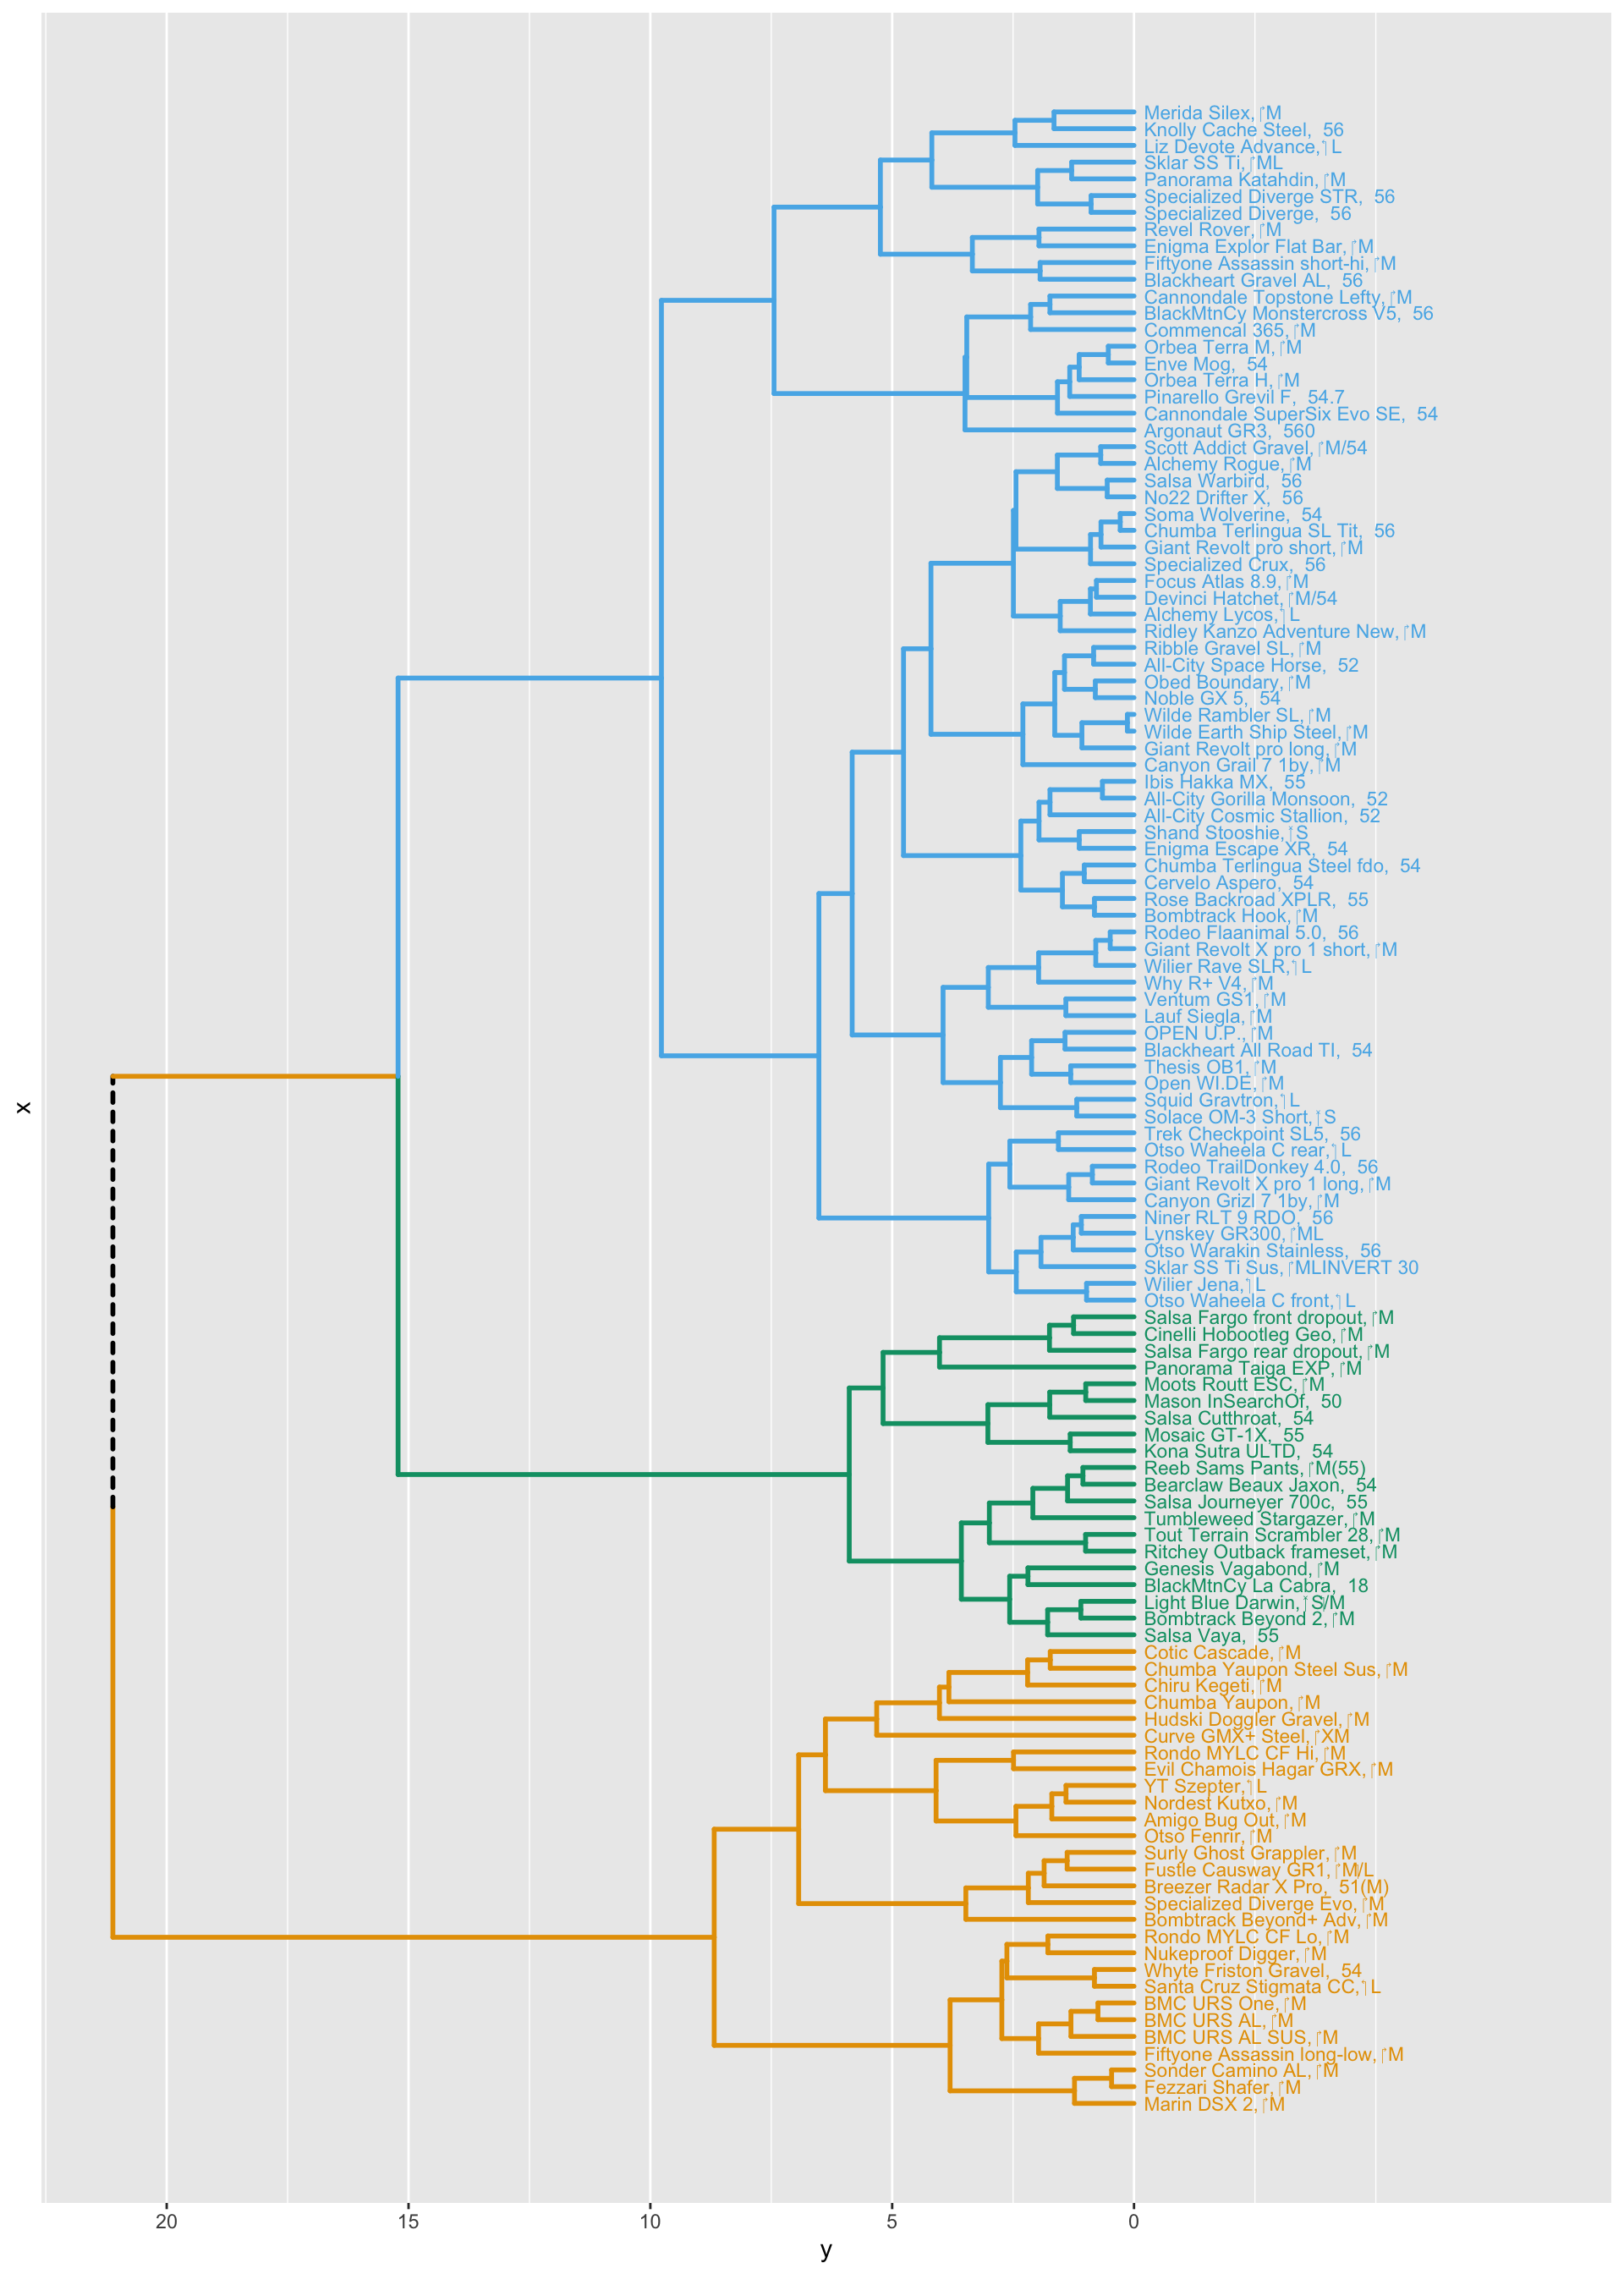 Merida Silex, M
Knolly Cache Steel, 56
Liz Devote Advance, L
Sklar SS Ti, ML
Panorama Katahdin, M
Specialized Diverge STR, 56
Specialized Diverge, 56
Revel Rover, M
Enigma Explor Flat Bar, M
Fiftyone Assassin short-hi, M
Blackheart Gravel AL, 56
Cannondale Topstone Lefty, M
BlackMtnCy Monstercross V5, 56
Commencal 365, M
Orbea Terra M, M
Enve Mog, 54
Orbea Terra H, M
Pinarello Grevil F, 54.7
Cannondale SuperSix Evo SE, 54
Argonaut GR3, 560
Scott Addict Gravel, M/54
Alchemy Rogue, M
Salsa Warbird, 56
No22 Drifter X, 56
Soma Wolverine, 54
Chumba Terlingua SL Tit, 56
Giant Revolt pro short, M
Specialized Crux, 56
Focus Atlas 8.9, M
Devinci Hatchet, M/54
Alchemy Lycos, L
Ridley Kanzo Adventure New, M
Ribble Gravel SL, M
All-City Space Horse, 52
Obed Boundary, M
Noble GX 5, 54
Wilde Rambler SL, M
Wilde Earth Ship Steel, M
Giant Revolt pro long, M
Canyon Grail 7 1by, M
Ibis Hakka MX, 55
All-City Gorilla Monsoon, 52
All-City Cosmic Stallion, 52
Shand Stooshie, S
Enigma Escape XR, 54
Chumba Terlingua Steel fdo, 54
Cervelo Aspero, 54
Rose Backroad XPLR, 55
Bombtrack Hook, M
Rodeo Flaanimal 5.0, 56
Giant Revolt X pro 1 short, M
Wilier Rave SLR, L
Why R+ V4, M
Ventum GS1, M
Lauf Siegla, M
OPEN U.P., M
Blackheart All Road TI, 54
Thesis OB1, M
Open WI.DE, M
Squid Gravtron, L
Solace OM-3 Short, S
Trek Checkpoint SL5, 56
Otso Waheela C rear, L
Rodeo TrailDonkey 4.0, 56
Giant Revolt X pro 1 long, M
Canyon Grizl 7 1by, M
Niner RLT 9 RDO, 56
Lynskey GR300, ML
Otso Warakin Stainless, 56
Sklar SS Ti Sus, MLINVERT 30
Wilier Jena, L
Otso Waheela C front, L
Salsa Fargo front dropout, M
Cinelli Hobootleg Geo, M
Salsa Fargo rear dropout, M
Panorama Taiga EXP, M
Moots Routt ESC, M
Mason InSearchOf, 50
Salsa Cutthroat, 54
Mosaic GT-1X, 55
Kona Sutra ULTD, 54
Reeb Sams Pants, M(55)
Bearclaw Beaux Jaxon, 54
Salsa Journeyer 700c, 55
Tumbleweed Stargazer, M
Tout Terrain Scrambler 28, M
Ritchey Outback frameset, M
Genesis Vagabond, M
BlackMtnCy La Cabra, 18
Light Blue Darwin, S/M
Bombtrack Beyond 2, M
Salsa Vaya, 55
Cotic Cascade, M
Chumba Yaupon Steel Sus, M
Chiru Kegeti, M
Chumba Yaupon, M
Hudski Doggler Gravel, M
Curve GMX+ Steel, XM
Rondo MYLC CF Hi, M
Evil Chamois Hagar GRX, M
YT Szepter, L
Nordest Kutxo, M
Amigo Bug Out, M
Otso Fenrir, M
Surly Ghost Grappler, M
Fustle Causway GR1, M/L
Breezer Radar X Pro, 51(M)
Specialized Diverge Evo, M
Bombtrack Beyond+ Adv, M
Rondo MYLC CF Lo, M
Nukeproof Digger, M
Whyte Friston Gravel, 54
Santa Cruz Stigmata CC, L
BMC URS One, M
BMC URS AL, M
BMC URS AL SUS, M
Fiftyone Assassin long-low, M
Sonder Camino AL, M
Fezzari Shafer, M
Marin DSX 2, M
x
20 15 10 5 0
y